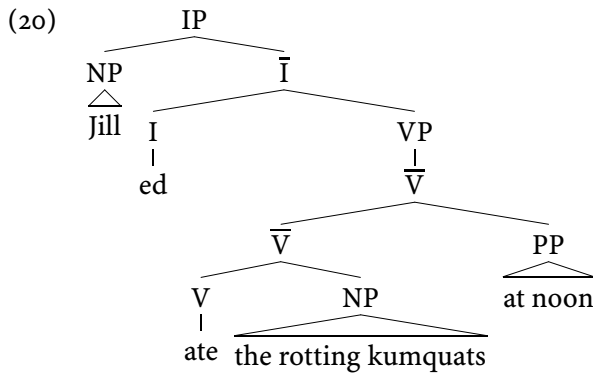 (20) IP
NP I̅
Jill I VP
ed V̅
V̅ PP
V NP at noon
ate the rotting kumquats